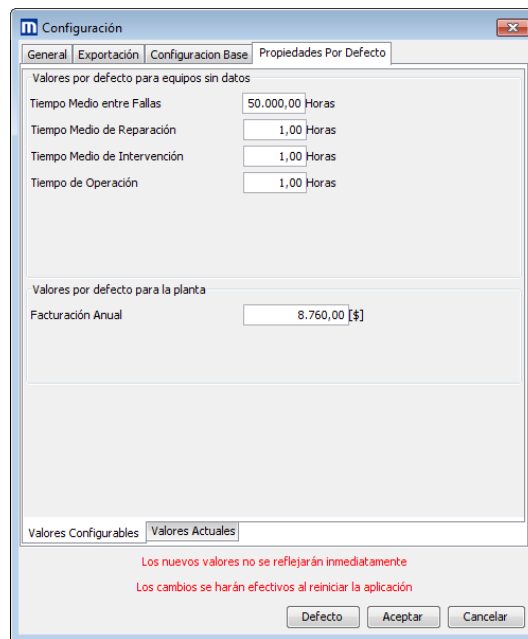 m Configuración
General Exportación Configuracion Base Propiedades Por Defecto
Valores por defecto para equipos sin datos
Tiempo Medio entre Fallas 50.000,00 Horas
Tiempo Medio de Reparación 1,00 Horas
Tiempo Medio de Intervención 1,00 Horas
Tiempo de Operación 1,00 Horas
Valores por defecto para la planta
Facturación Anual 8.760,00 [$]
Valores Configurables Valores Actuales
Los nuevos valores no se reflejarán inmediatamente
Los cambios se harán efectivos al reiniciar la aplicación
Defecto Aceptar Cancelar